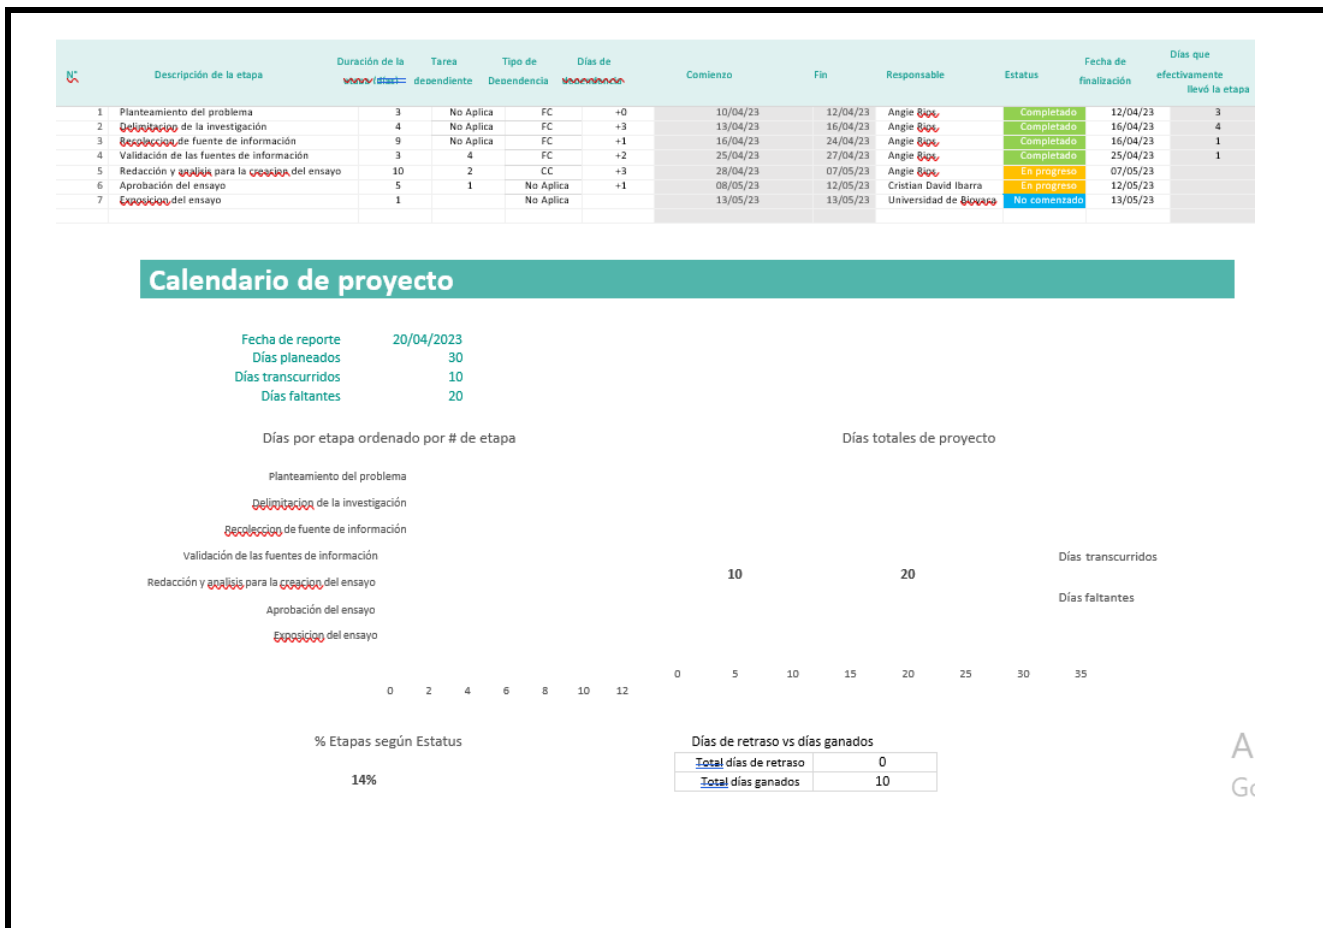 N° Descripción de la etapa Duración de la etapa (días) Tarea dependiente Tipo de Dependencia Días de dependencia Comienzo Fin Responsable Estatus Fecha de finalización Días que efectivamente llevó la etapa
1 Planteamiento del problema 3 No Aplica FC +0 10/04/23 12/04/23 Angie Rios, Completado 12/04/23 3
2 Delimitacion de la investigación 4 No Aplica FC +3 13/04/23 16/04/23 Angie Rios, Completado 16/04/23 4
3 Recoleccion de fuente de información 9 No Aplica FC +1 16/04/23 24/04/23 Angie Rios, Completado 16/04/23 1
4 Validación de las fuentes de información 3 4 FC +2 25/04/23 27/04/23 Angie Rios, Completado 25/04/23 1
5 Redacción y analisis para la creacion del ensayo 10 2 CC +3 28/04/23 07/05/23 Angie Rios, En progreso 07/05/23
6 Aprobación del ensayo 5 1 No Aplica +1 08/05/23 12/05/23 Cristian David Ibarra En progreso 12/05/23
7 Exposicion del ensayo 1 No Aplica 13/05/23 13/05/23 Universidad de No comenzado 13/05/23
Calendario de proyecto
Fecha de reporte 20/04/2023
Días planeados 30
Días transcurridos 10
Días faltantes 20
Días por etapa ordenado por # de etapa
Planteamiento del problema
Delimitacion de la investigación
Recoleccion de fuente de información
Validación de las fuentes de información
Redacción y analisis para la creacion del ensayo
Aprobación del ensayo
Exposicion del ensayo
0 2 4 6 8 10 12
Días totales de proyecto
10 20
Días transcurridos
Días faltantes
0 5 10 15 20 25 30 35
% Etapas según Estatus
14%
Días de retraso vs días ganados
Total días de retraso 0
Total días ganados 10
A
Go